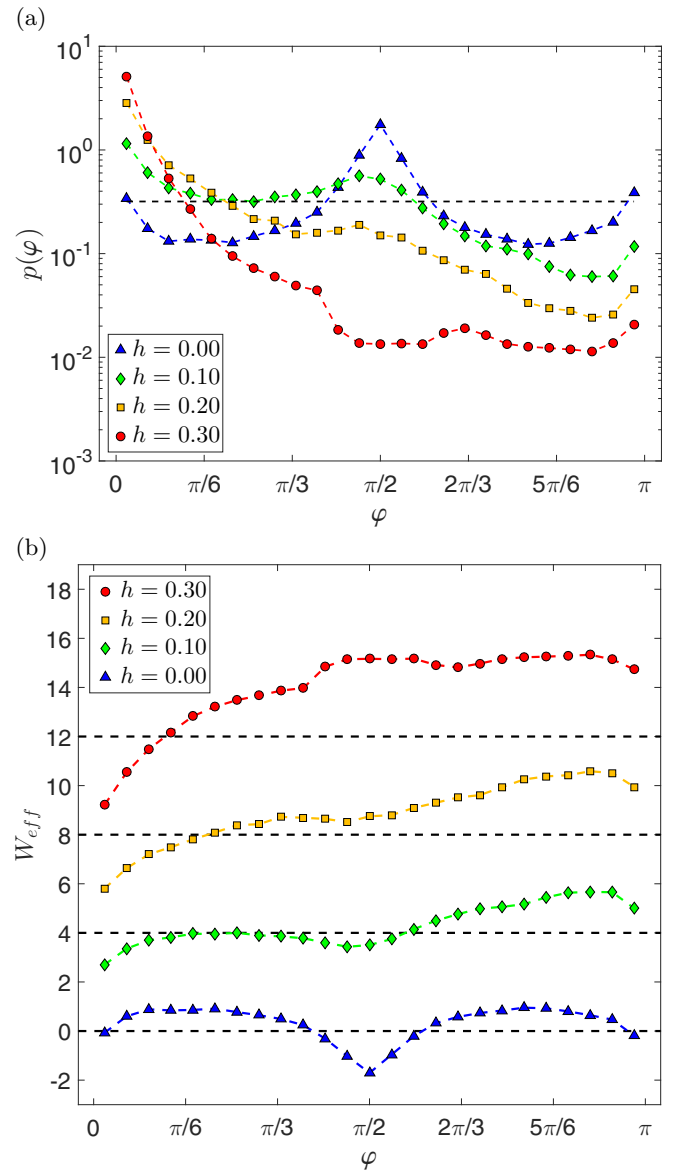 (a)
10^1
10^0
10^-1
10^-2
10^-3
p(φ)
h = 0.00
h = 0.10
h = 0.20
h = 0.30
0 π/6 π/3 π/2 2π/3 5π/6 π
φ
(b)
18
16
14
12
10
8
6
4
2
0
-2
W_eff
h = 0.30
h = 0.20
h = 0.10
h = 0.00
0 π/6 π/3 π/2 2π/3 5π/6 π
φ